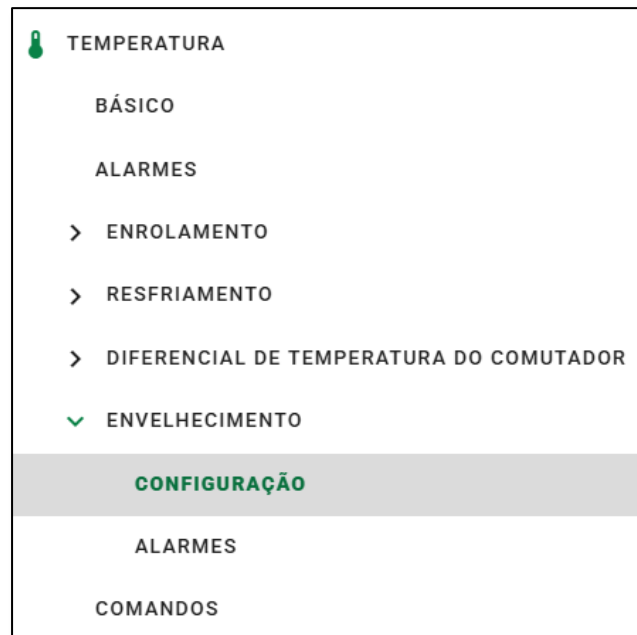 TEMPERATURA
BÁSICO
ALARMES
ENROLAMENTO
RESFRIAMENTO
DIFERENCIAL DE TEMPERATURA DO COMUTADOR
ENVELHECIMENTO
CONFIGURAÇÃO
ALARMES
COMANDOS